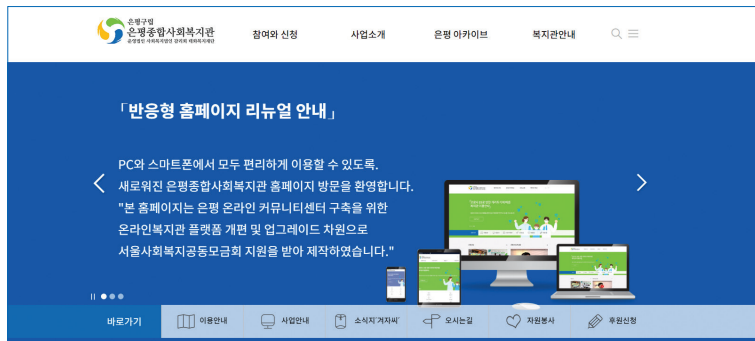 은평구립
은평종합사회복지관
참여와 신청
사업소개
은평 아카이브
복지관안내
「반응형 홈페이지 리뉴얼 안내」
PC와 스마트폰에서 모두 편리하게 이용할 수 있도록.
새로워진 은평종합사회복지관 홈페이지 방문을 환영합니다.
"본 홈페이지는 은평 온라인 커뮤니티센터 구축을 위한
온라인복지관 플랫폼 개편 및 업그레이드 차원으로
서울사회복지공동모금회 지원을 받아 제작하였습니다."
바로가기
이용안내
사업안내
소식지'겨자씨'
오시는길
자원봉사
후원신청